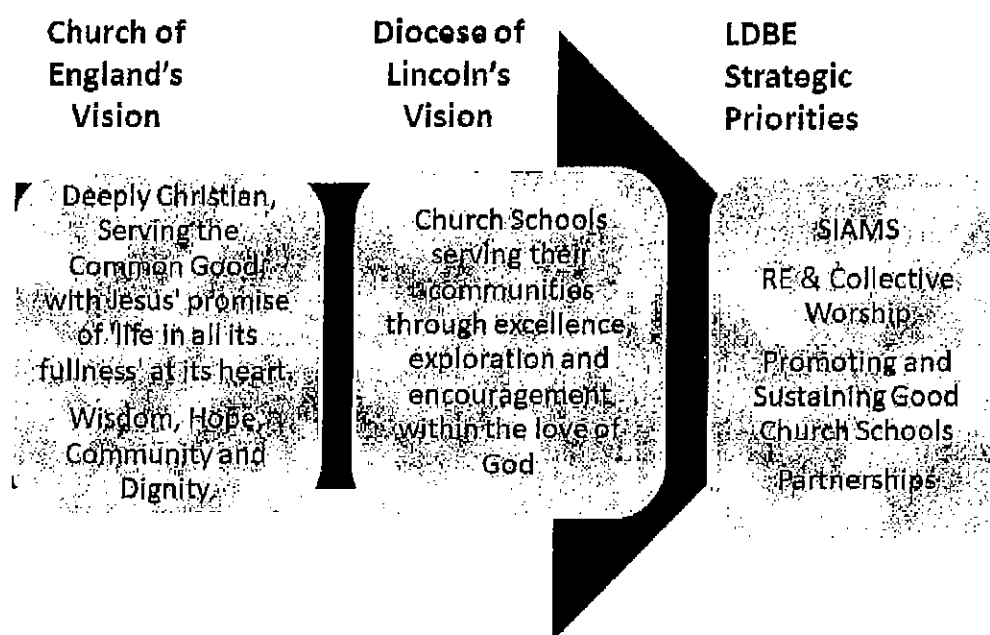 Church of
England's
Vision
Deeply Christian,
Serving the
Common Good,
with Jesus' promise
of 'life in all its
fullness' at its heart.
Wisdom, Hope,
Community and
Dignity
Diocese of
Lincoln's
Vision
Church Schools
serving their
communities
through excellence,
exploration and
encouragement
within the love of
God
LDBE
Strategic
Priorities
SIAMS
RE & Collective
Worship
Promoting and
Sustaining Good
Church Schools
Partnerships